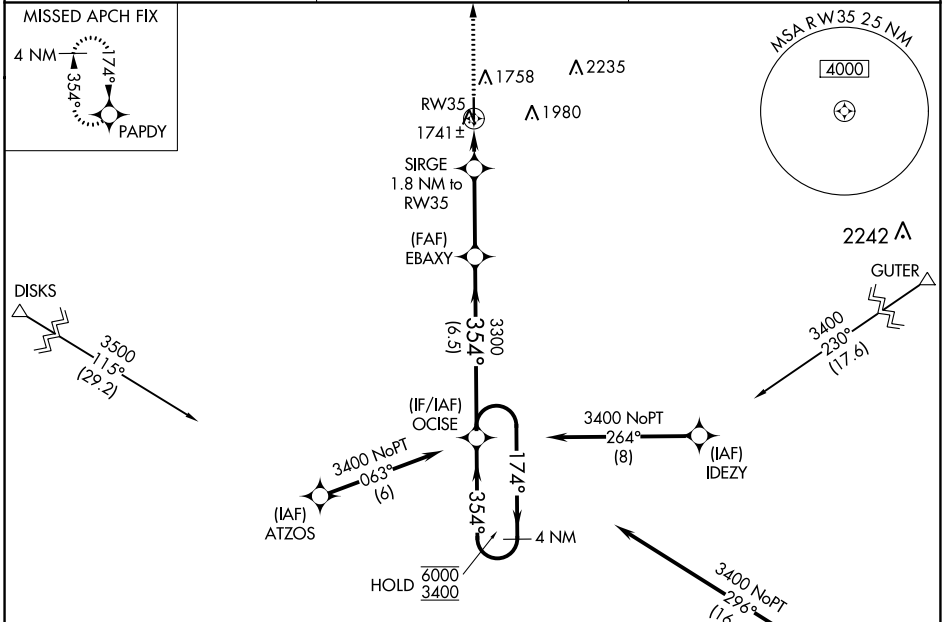 MISSED APCH FIX
4 NM
354°
174°
PAPDY
1758
2235
1980
RW35
1741±
SIRGE
1.8 NM to
RW35
MSA RW35 25 NM
4000
(FAF)
EBAXY
2242
GUTER
3400
230°
(17.6)
DISKS
3500
115°
(29.2)
3300
354°
(6.5)
(IF/IAF)
OCISE
3400 NoPT
264°
(8)
(IAF)
IDEZY
3400 NoPT
063°
(6)
(IAF)
ATZOS
174°
354°
4 NM
HOLD
6000
3400
3400 NoPT
296°